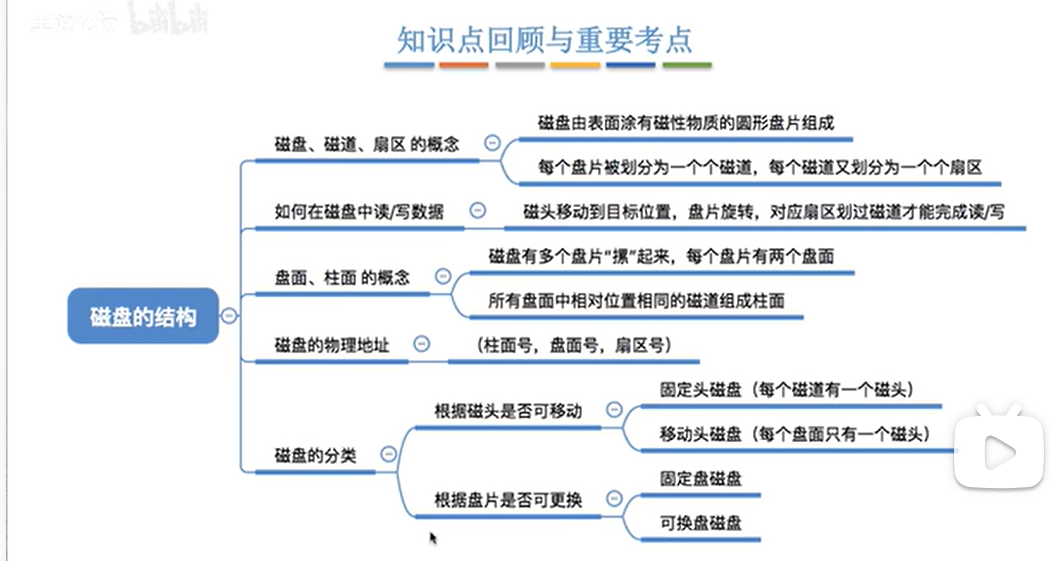 bilibili
知识点回顾与重要考点
磁盘的结构
磁盘、磁道、扇区 的概念
磁盘由表面涂有磁性物质的圆形盘片组成
每个盘片被划分为一个个磁道，每个磁道又划分为一个个扇区
如何在磁盘中读/写数据
磁头移动到目标位置，盘片旋转，对应扇区划过磁道才能完成读/写
盘面、柱面 的概念
磁盘有多个盘片“摞”起来，每个盘片有两个盘面
所有盘面中相对位置相同的磁道组成柱面
磁盘的物理地址
（柱面号，盘面号，扇区号）
磁盘的分类
根据磁头是否可移动
固定头磁盘（每个磁道有一个磁头）
移动头磁盘（每个盘面只有一个磁头）
根据盘片是否可更换
固定盘磁盘
可换盘磁盘